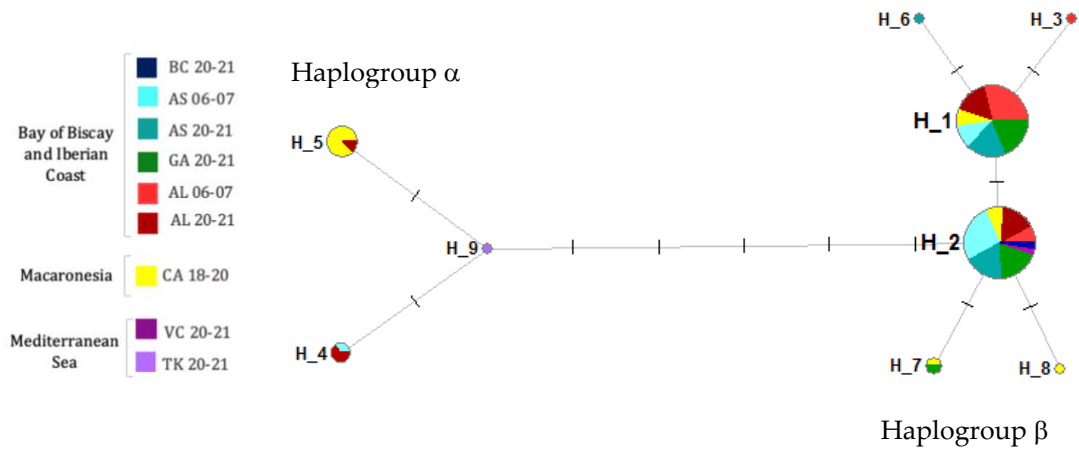 Haplogroup α
Bay of Biscay
and Iberian
Coast
BC 20-21
AS 06-07
AS 20-21
GA 20-21
AL 06-07
AL 20-21
Macaronesia
CA 18-20
Mediterranean
Sea
VC 20-21
TK 20-21
H_5
H_9
H_4
H_6
H_3
H_1
H_2
H_7
H_8
Haplogroup β